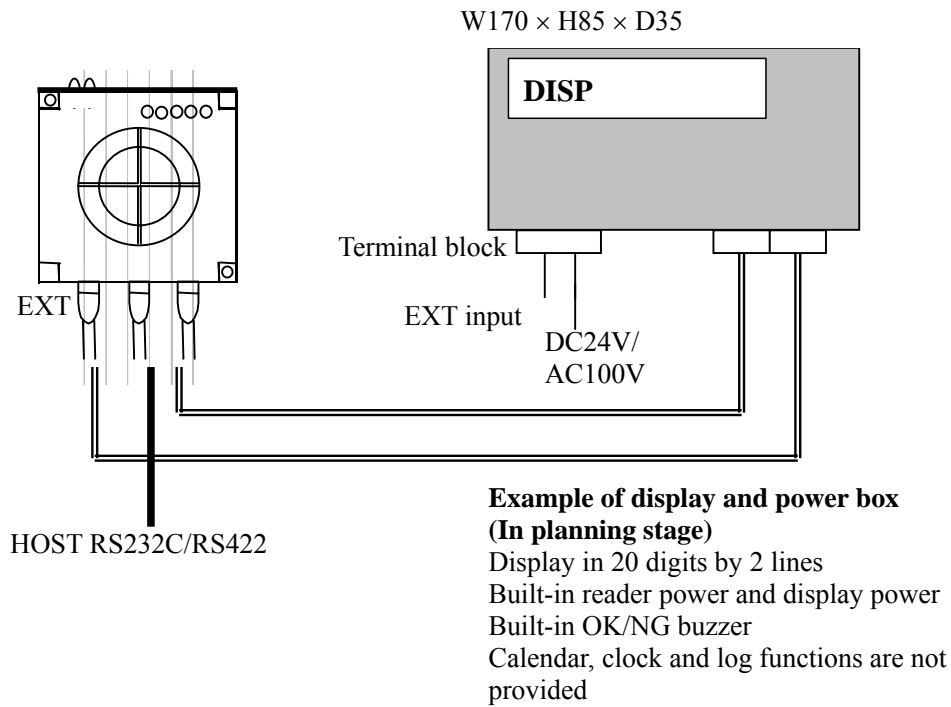 W170 × H85 × D35
DISP
Terminal block
EXT
EXT input
DC24V/
AC100V
HOST RS232C/RS422
Example of display and power box
(In planning stage)
Display in 20 digits by 2 lines
Built-in reader power and display power
Built-in OK/NG buzzer
Calendar, clock and log functions are not
provided